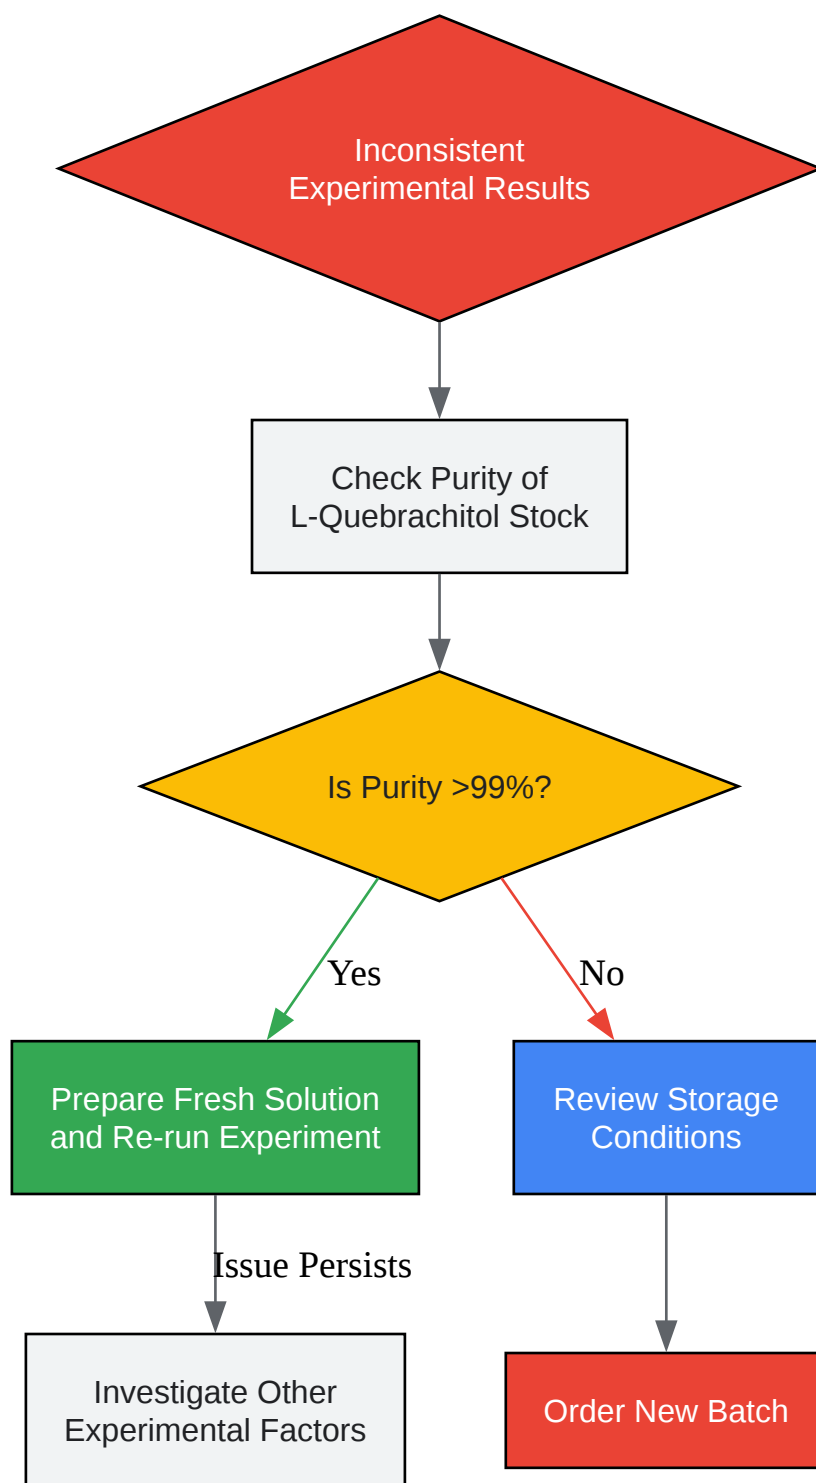 Inconsistent
Experimental Results
Check Purity of
L-Quebrachitol Stock
Is Purity >99%?
Yes
No
Prepare Fresh Solution
and Re-run Experiment
Review Storage
Conditions
Issue Persists
Investigate Other
Experimental Factors
Order New Batch